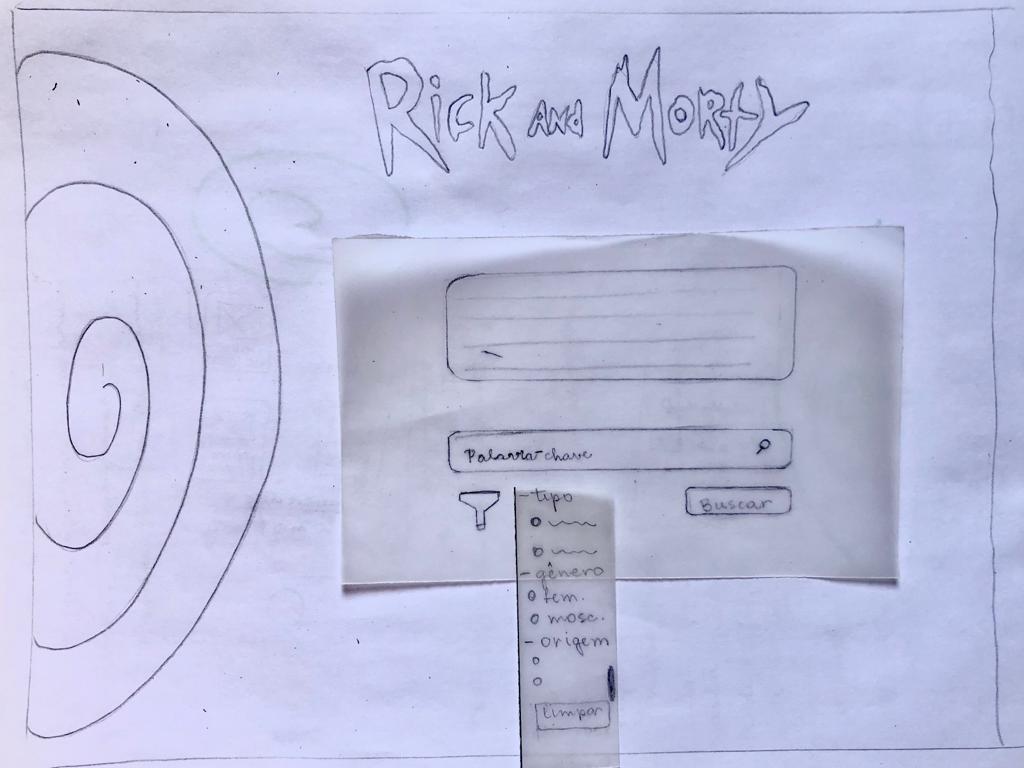 Rick and Morty
Palavra-chave
Buscar
- tipo
- gênero
fem.
masc.
- origem
Limpar